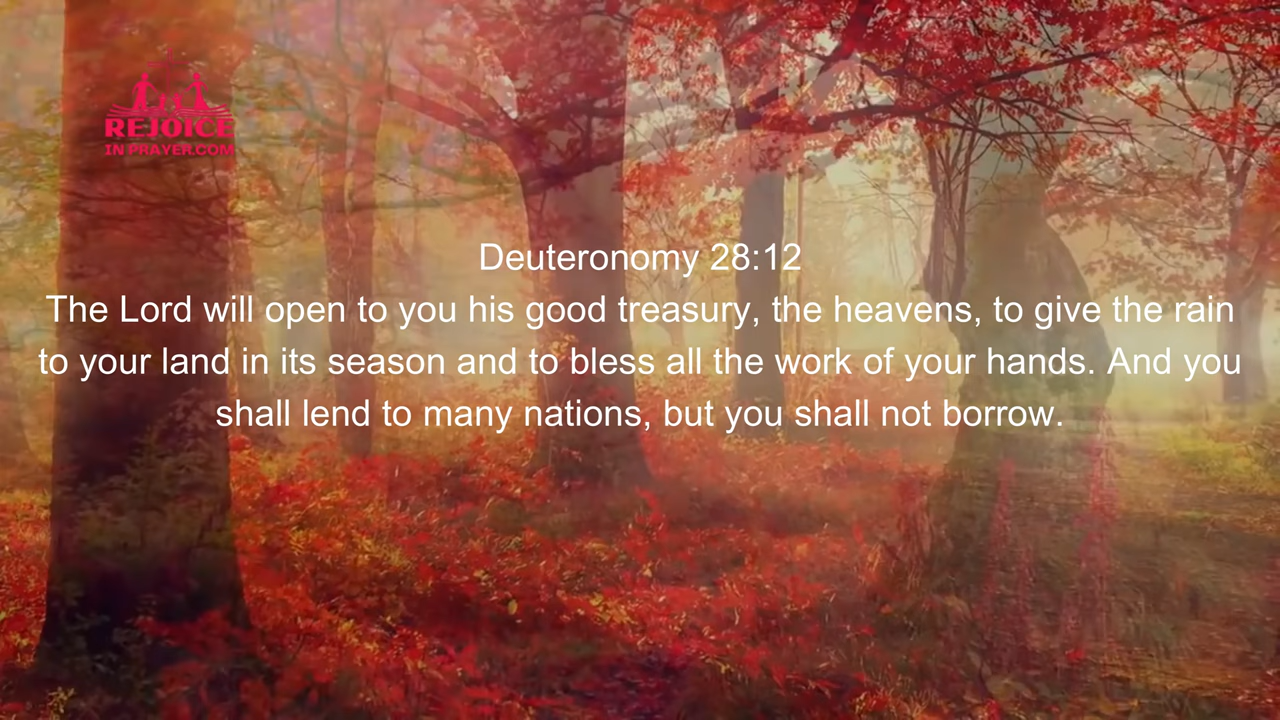 REJOICE
IN PRAYER.COM
Deuteronomy 28:12
The Lord will open to you his good treasury, the heavens, to give the rain
to your land in its season and to bless all the work of your hands. And you
shall lend to many nations, but you shall not borrow.